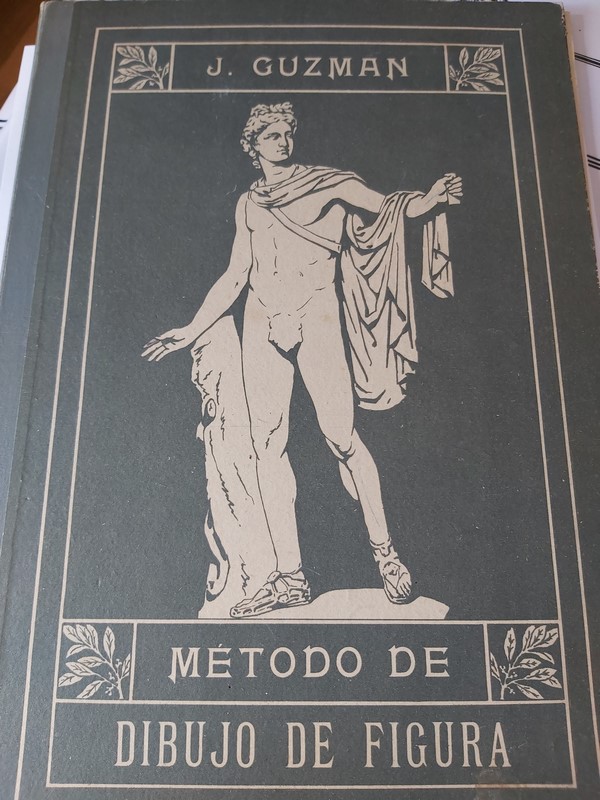 J. GUZMAN
MÉTODO DE
DIBUJO DE FIGURA